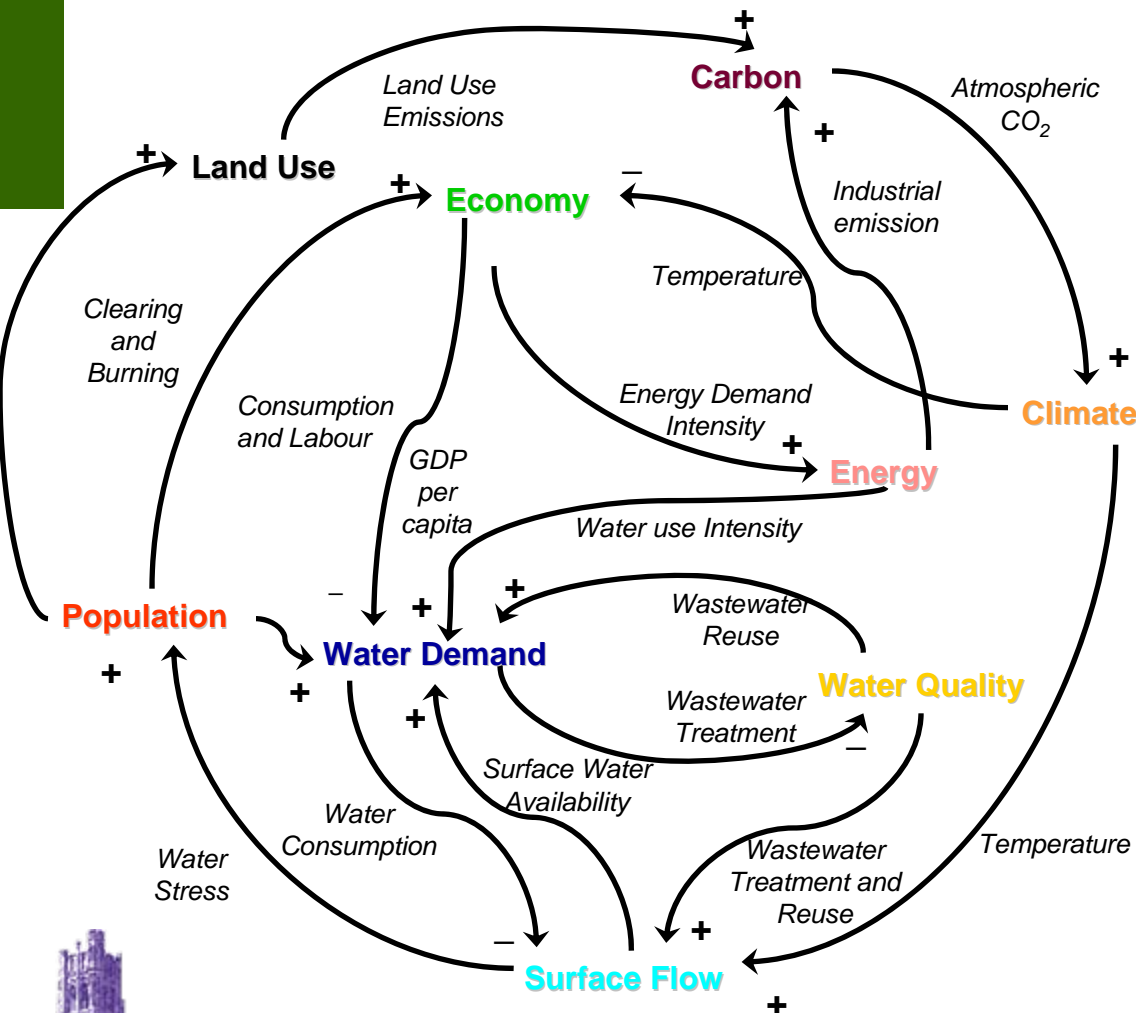 +
Carbon
Land Use
Emissions
Atmospheric
CO₂
+
+
Land Use
+
Economy
–
Industrial
emission
Temperature
Clearing
and
Burning
+
Consumption
and Labour
Energy Demand
Intensity
Climate
+
GDP
per
capita
Energy
Water use Intensity
–
+
+
Wastewater
Reuse
Population
Water Demand
+
+
Water Quality
+
Wastewater
Treatment
–
Surface Water
Availability
Water
Consumption
Water
Stress
Wastewater
Treatment and
Reuse
Temperature
–
+
Surface Flow
+